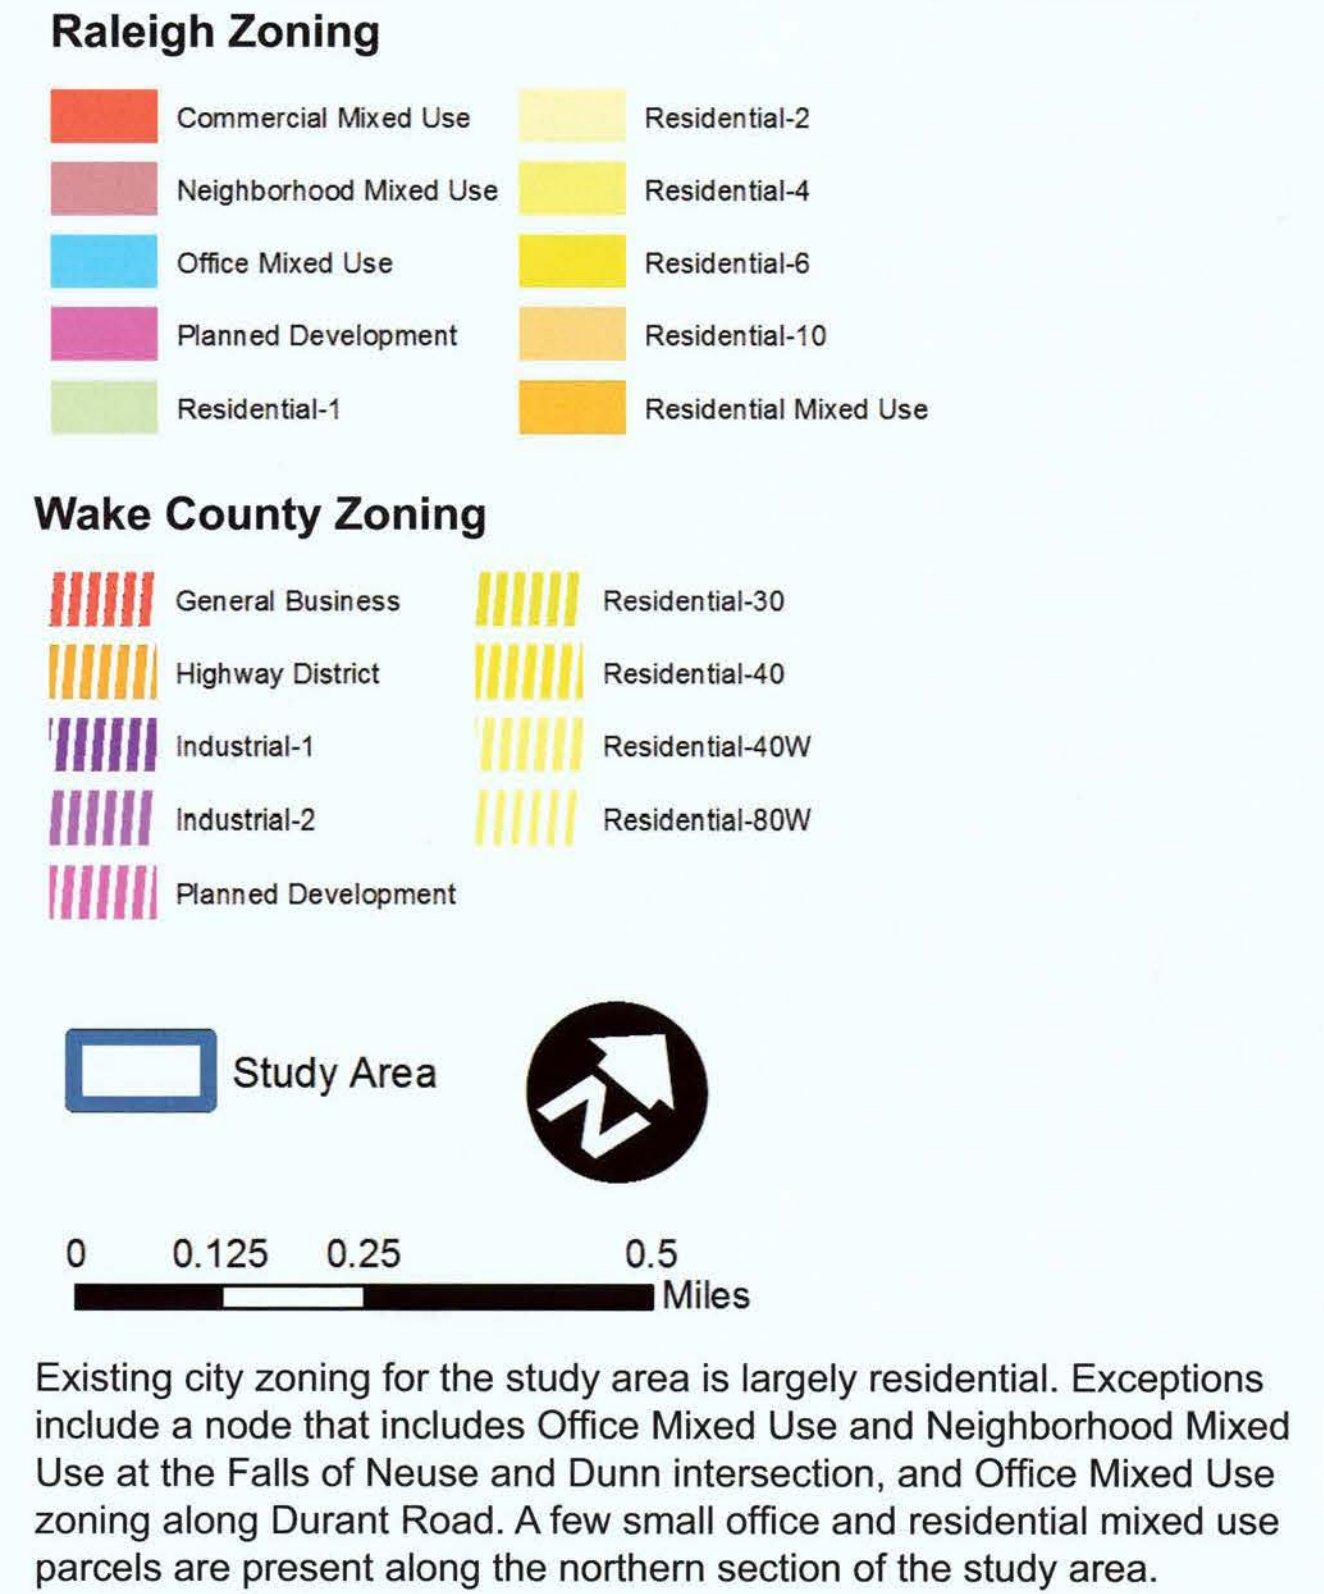 Raleigh Zoning
Commercial Mixed Use
Neighborhood Mixed Use
Office Mixed Use
Planned Development
Residential-1
Residential-2
Residential-4
Residential-6
Residential-10
Residential Mixed Use
Wake County Zoning
General Business
Highway District
Industrial-1
Industrial-2
Planned Development
Residential-30
Residential-40
Residential-40W
Residential-80W
Study Area
N
0 0.125 0.25 0.5
Miles
Existing city zoning for the study area is largely residential. Exceptions
include a node that includes Office Mixed Use and Neighborhood Mixed
Use at the Falls of Neuse and Dunn intersection, and Office Mixed Use
zoning along Durant Road. A few small office and residential mixed use
parcels are present along the northern section of the study area.